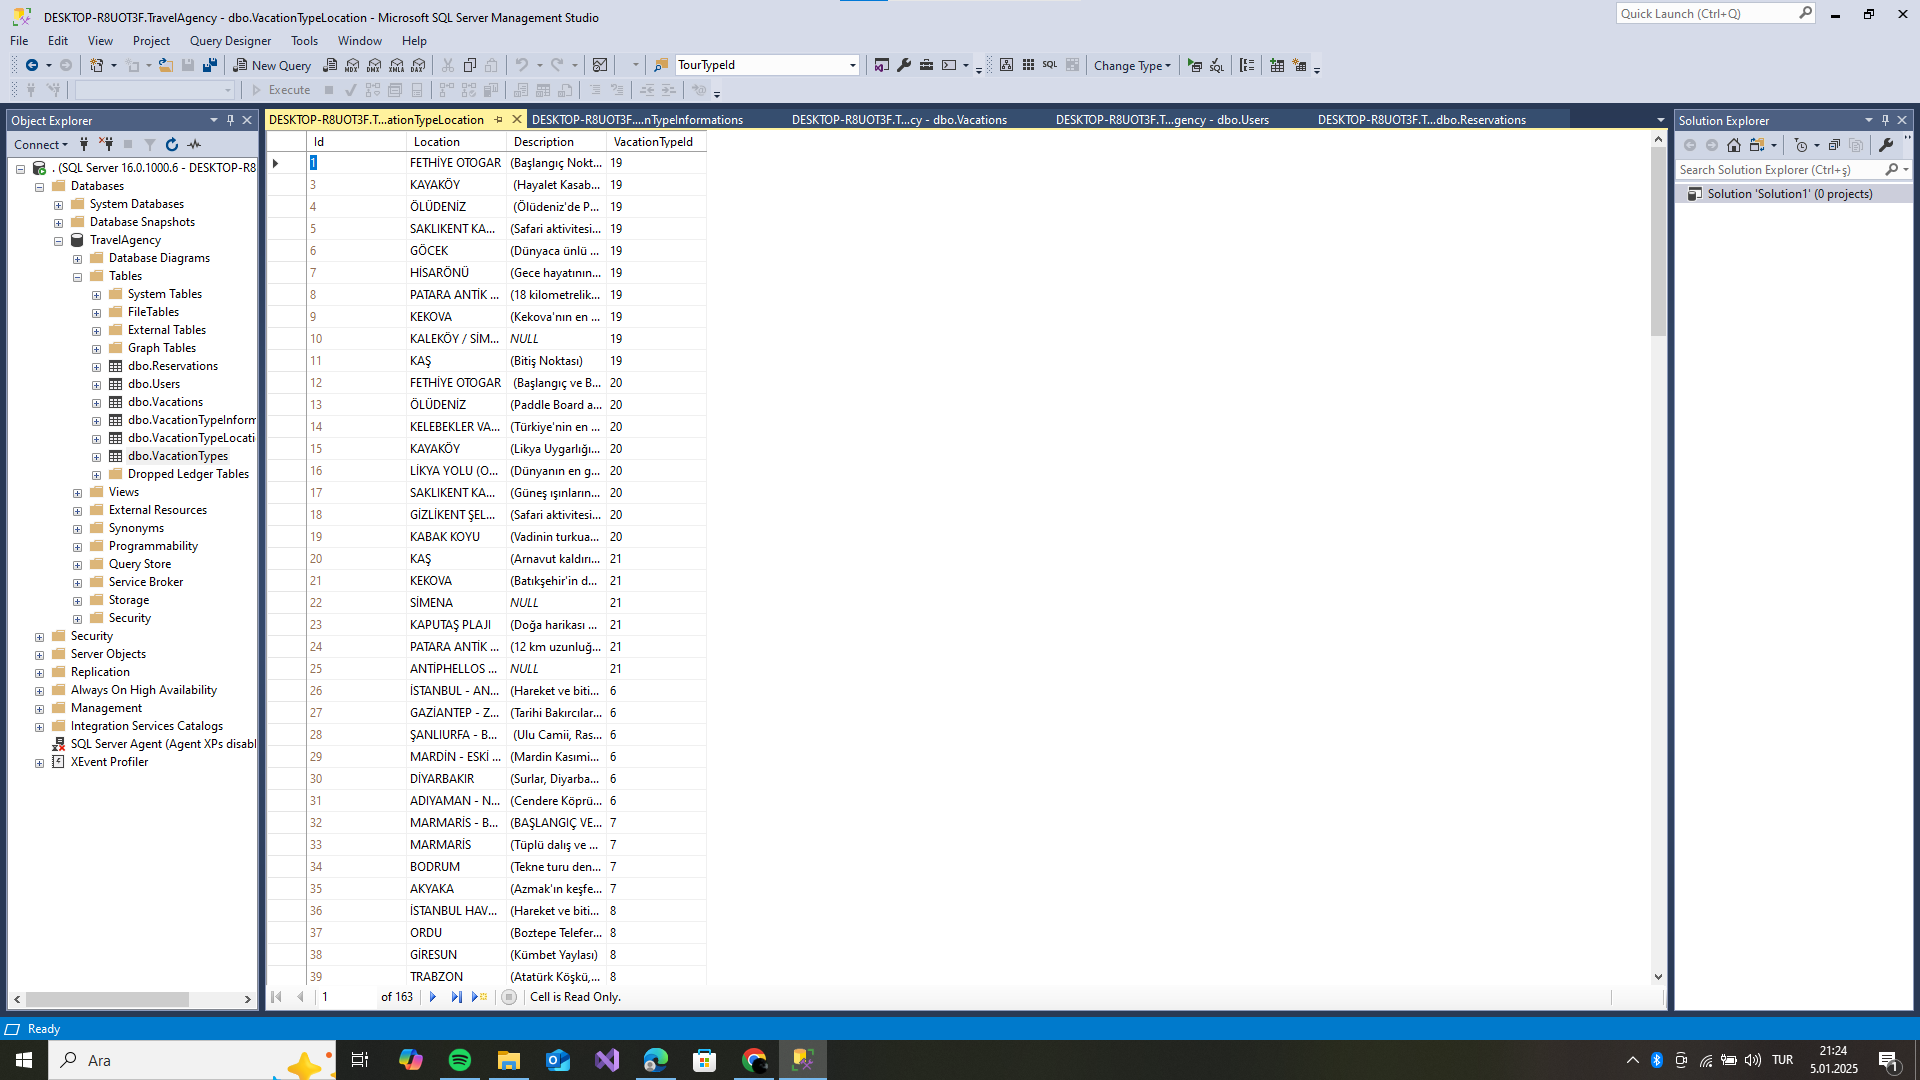 DESKTOP-R8UOT3F.TravelAgency - dbo.VacationTypeLocation - Microsoft SQL Server Management Studio
Quick Launch (Ctrl+Q)
File Edit View Project Query Designer Tools Window Help
New Query MDX DMX XMLA DAX TourTypeId SQL Change Type
Execute
Object Explorer
Connect
. (SQL Server 16.0.1000.6 - DESKTOP-R8
Databases
System Databases
Database Snapshots
TravelAgency
Database Diagrams
Tables
System Tables
FileTables
External Tables
Graph Tables
dbo.Reservations
dbo.Users
dbo.Vacations
dbo.VacationTypeInform
dbo.VacationTypeLocati
dbo.VacationTypes
Dropped Ledger Tables
Views
External Resources
Synonyms
Programmability
Query Store
Service Broker
Storage
Security
Security
Server Objects
Replication
Always On High Availability
Management
Integration Services Catalogs
SQL Server Agent (Agent XPs disabl
XEvent Profiler
DESKTOP-R8UOT3F.T...ationTypeLocation DESKTOP-R8UOT3F....nTypeInformations DESKTOP-R8UOT3F.T...cy - dbo.Vacations DESKTOP-R8UOT3F.T...gency - dbo.Users DESKTOP-R8UOT3F.T...dbo.Reservations
Id Location Description VacationTypeId
1 FETHİYE OTOGAR (Başlangıç Nokt... 19
3 KAYAKÖY (Hayalet Kasab... 19
4 ÖLÜDENİZ (Ölüdeniz'de P... 19
5 SAKLIKENT KA... (Safari aktivitesi... 19
6 GÖCEK (Dünyaca ünlü ... 19
7 HİSARÖNÜ (Gece hayatının... 19
8 PATARA ANTİK ... (18 kilometrelik... 19
9 KEKOVA (Kekova'nın en ... 19
10 KALEKÖY / SİM... NULL 19
11 KAŞ (Bitiş Noktası) 19
12 FETHİYE OTOGAR (Başlangıç ve B... 20
13 ÖLÜDENİZ (Paddle Board a... 20
14 KELEBEKLER VA... (Türkiye'nin en ... 20
15 KAYAKÖY (Likya Uygarlığı... 20
16 LİKYA YOLU (O... (Dünyanın en g... 20
17 SAKLIKENT KA... (Güneş ışınların... 20
18 GİZLİKENT ŞEL... (Safari aktivitesi... 20
19 KABAK KOYU (Vadinin turkua... 20
20 KAŞ (Arnavut kaldırı... 21
21 KEKOVA (Batıkşehir'in d... 21
22 SİMENA NULL 21
23 KAPUTAŞ PLAJI (Doğa harikası ... 21
24 PATARA ANTİK ... (12 km uzunluğ... 21
25 ANTİPHELLOS ... NULL 21
26 İSTANBUL - AN... (Hareket ve biti... 6
27 GAZİANTEP - Z... (Tarihi Bakırcılar... 6
28 ŞANLIURFA - B... (Ulu Camii, Ras... 6
29 MARDİN - ESKİ ... (Mardin Kasımi... 6
30 DİYARBAKIR (Surlar, Diyarba... 6
31 ADIYAMAN - N... (Cendere Köprü... 6
32 MARMARİS - B... (BAŞLANGIÇ VE... 7
33 MARMARİS (Tüplü dalış ve ... 7
34 BODRUM (Tekne turu den... 7
35 AKYAKA (Azmak'ın keşfe... 7
36 İSTANBUL HAV... (Hareket ve biti... 8
37 ORDU (Boztepe Telefer... 8
38 GİRESUN (Kümbet Yaylası) 8
39 TRABZON (Atatürk Köşkü,... 8
1 of 163 Cell is Read Only.
Solution Explorer
Search Solution Explorer (Ctrl+ş)
Solution 'Solution1' (0 projects)
Ready
Ara
TUR
21:24
5.01.2025
1